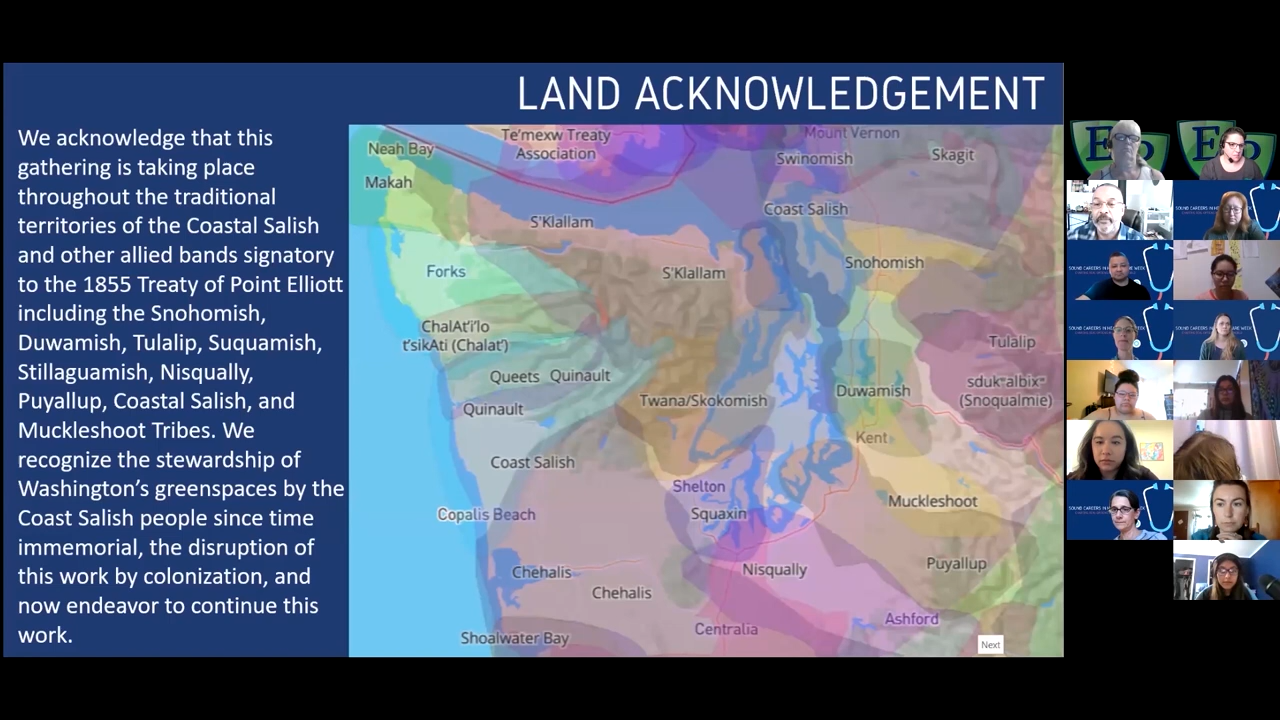 LAND ACKNOWLEDGEMENT
We acknowledge that this
gathering is taking place
throughout the traditional
territories of the Coastal Salish
and other allied bands signatory
to the 1855 Treaty of Point Elliott
including the Snohomish,
Duwamish, Tulalip, Suquamish,
Stillaguamish, Nisqually,
Puyallup, Coastal Salish, and
Muckleshoot Tribes. We
recognize the stewardship of
Washington’s greenspaces by the
Coast Salish people since time
immemorial, the disruption of
this work by colonization, and
now endeavor to continue this
work.
Neah Bay
Te’mexw Treaty
Association
Mount Vernon
Swinomish
Skagit
Makah
Coast Salish
S'Klallam
Snohomish
Forks
S'Klallam
ChalAt’i’lo
t’sikAti (Chalat’)
Tulalip
Queets
Quinault
Duwamish
sdukʷalbixʷ
(Snoqualmie)
Twana/Skokomish
Quinault
Kent
Coast Salish
Shelton
Muckleshoot
Copalis Beach
Squaxin
Puyallup
Chehalis
Nisqually
Chehalis
Ashford
Centralia
Shoalwater Bay
Next